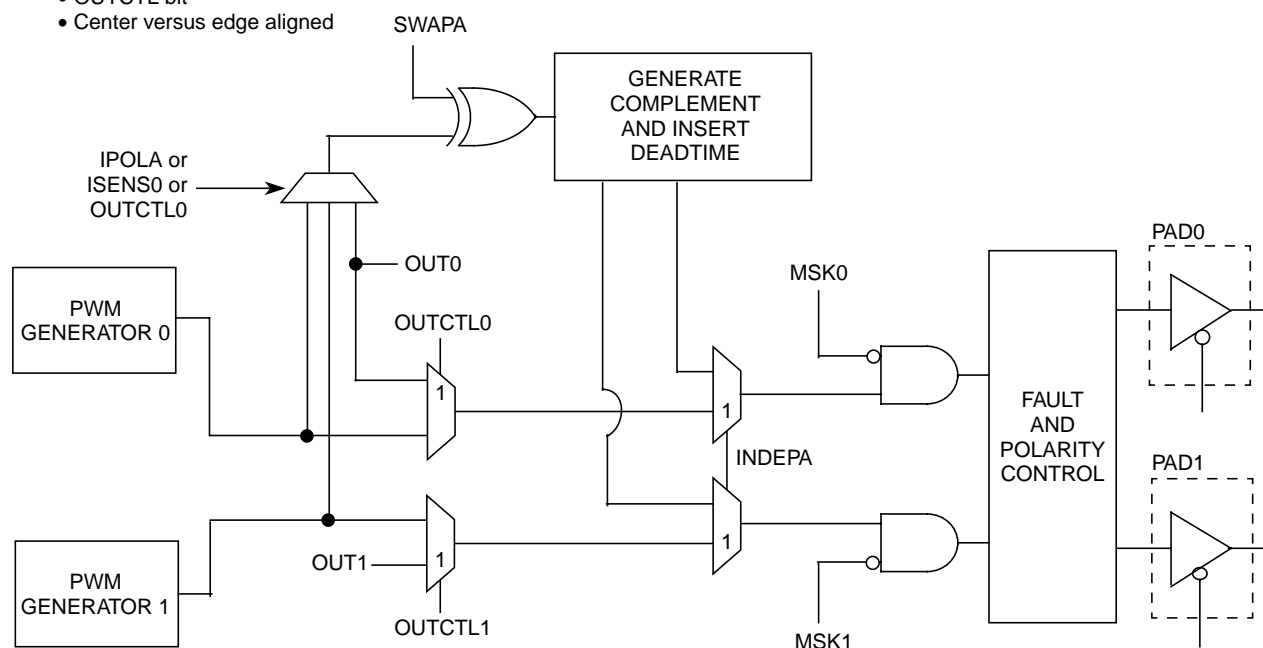 • Center versus edge aligned
SWAPA
GENERATE
COMPLEMENT
AND INSERT
DEADTIME
IPOLA or
ISENS0 or
OUTCTL0
PAD0
OUT0
MSK0
PWM
GENERATOR 0
OUTCTL0
1
1
FAULT
AND
POLARITY
CONTROL
INDEPA
PAD1
1
OUT1
1
PWM
GENERATOR 1
OUTCTL1
MSK1